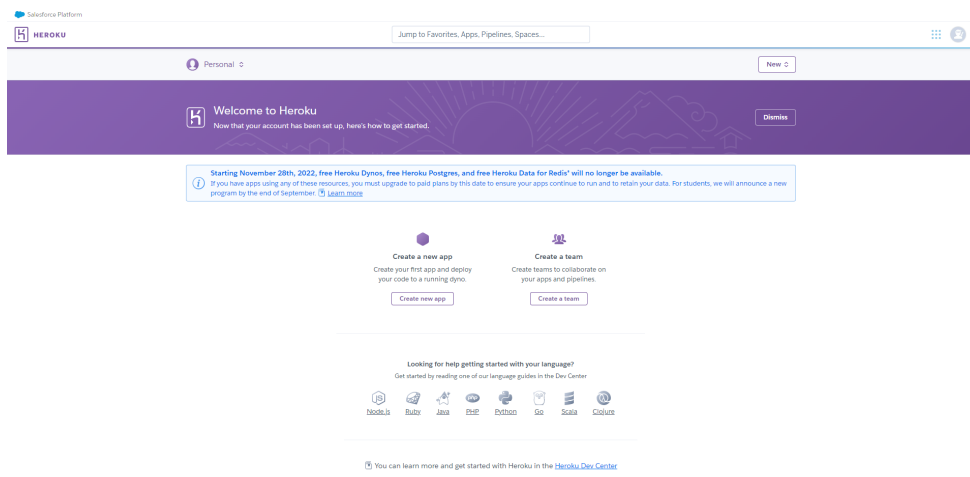 Salesforce Platform
HEROKU
Jump to Favorites, Apps, Pipelines, Spaces...
Personal
New
Welcome to Heroku
Now that your account has been set up, here's how to get started.
Dismiss
Starting November 28th, 2022, free Heroku Dynos, free Heroku Postgres, and free Heroku Data for Redis® will no longer be available.
If you have apps using any of these resources, you must upgrade to paid plans by this date to ensure your apps continue to run and to retain your data. For students, we will announce a new
program by the end of September. Learn more
Create a new app
Create your first app and deploy
your code to a running dyno.
Create new app
Create a team
Create teams to collaborate on
your apps and pipelines.
Create a team
Looking for help getting started with your language?
Get started by reading one of our language guides in the Dev Center
Node.js Ruby Java PHP Python Go Scala Clojure
You can learn more and get started with Heroku in the Heroku Dev Center